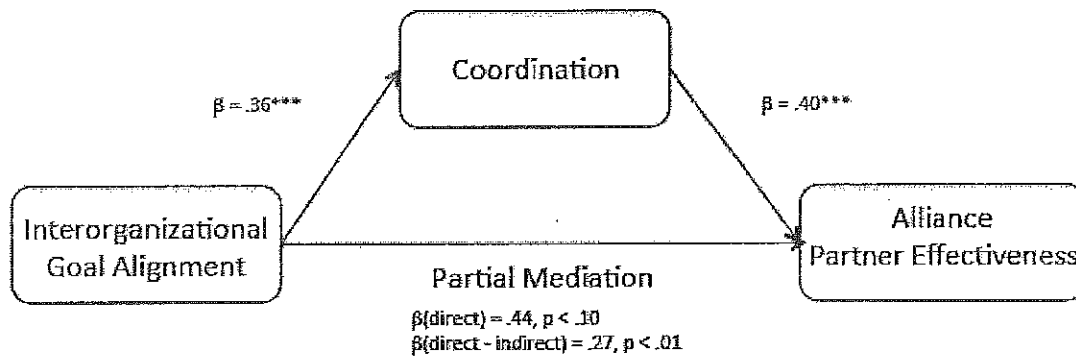 Coordination
β = .36***
β = .40***
Interorganizational
Goal Alignment
Alliance
Partner Effectiveness
Partial Mediation
β(direct) = .44, p < .10
β(direct - indirect) = .27, p < .01